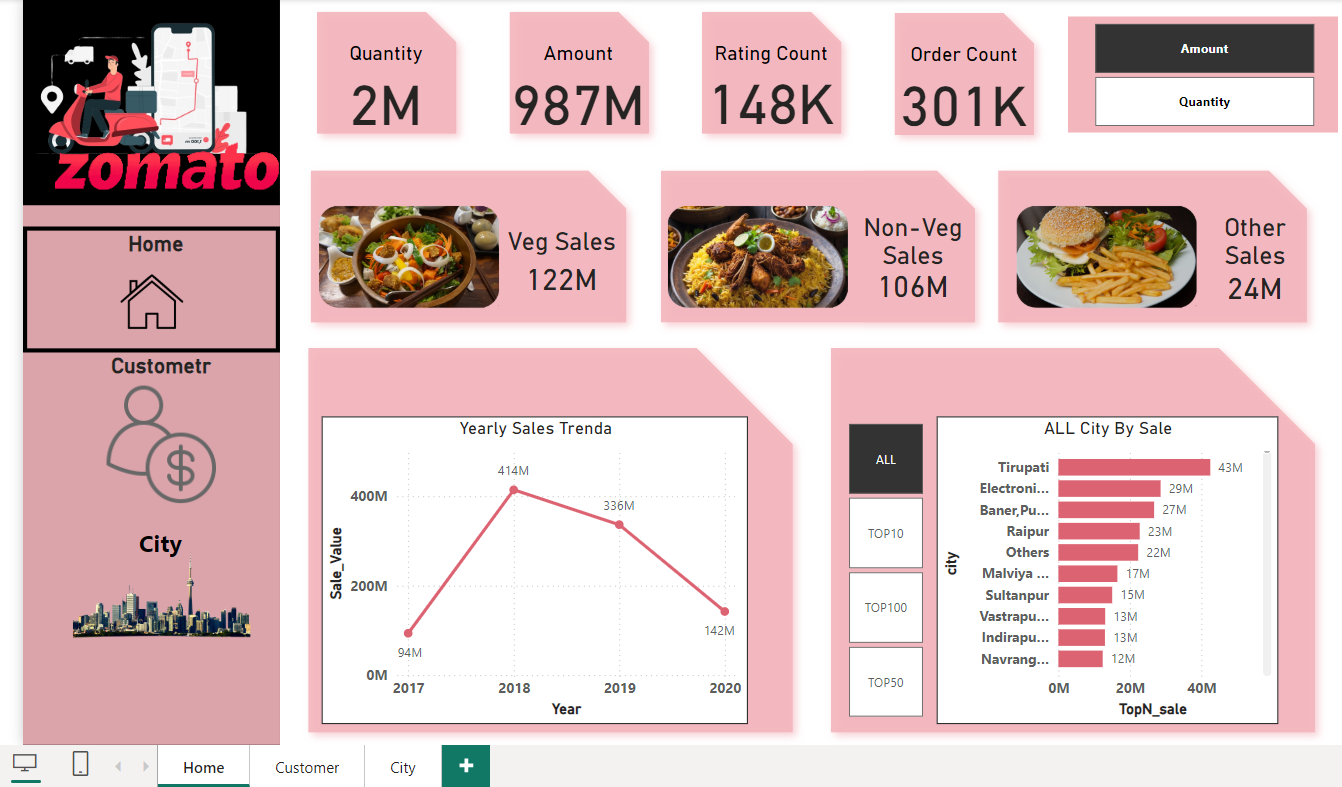 zomato
Home
Custometr
City
Quantity
2M
Amount
987M
Rating Count
148K
Order Count
301K
Amount
Quantity
Veg Sales
122M
Non-Veg
Sales
106M
Other
Sales
24M
Yearly Sales Trenda
Sale_Value
400M
200M
0M
94M
414M
336M
142M
2017
2018
2019
2020
Year
ALL
TOP10
TOP100
TOP50
ALL City By Sale
city
Tirupati 43M
Electroni... 29M
Baner,Pu... 27M
Raipur 23M
Others 22M
Malviya ... 17M
Sultanpur 15M
Vastrapu... 13M
Indirapu... 13M
Navrang... 12M
0M 20M 40M
TopN_sale
Home
Customer
City